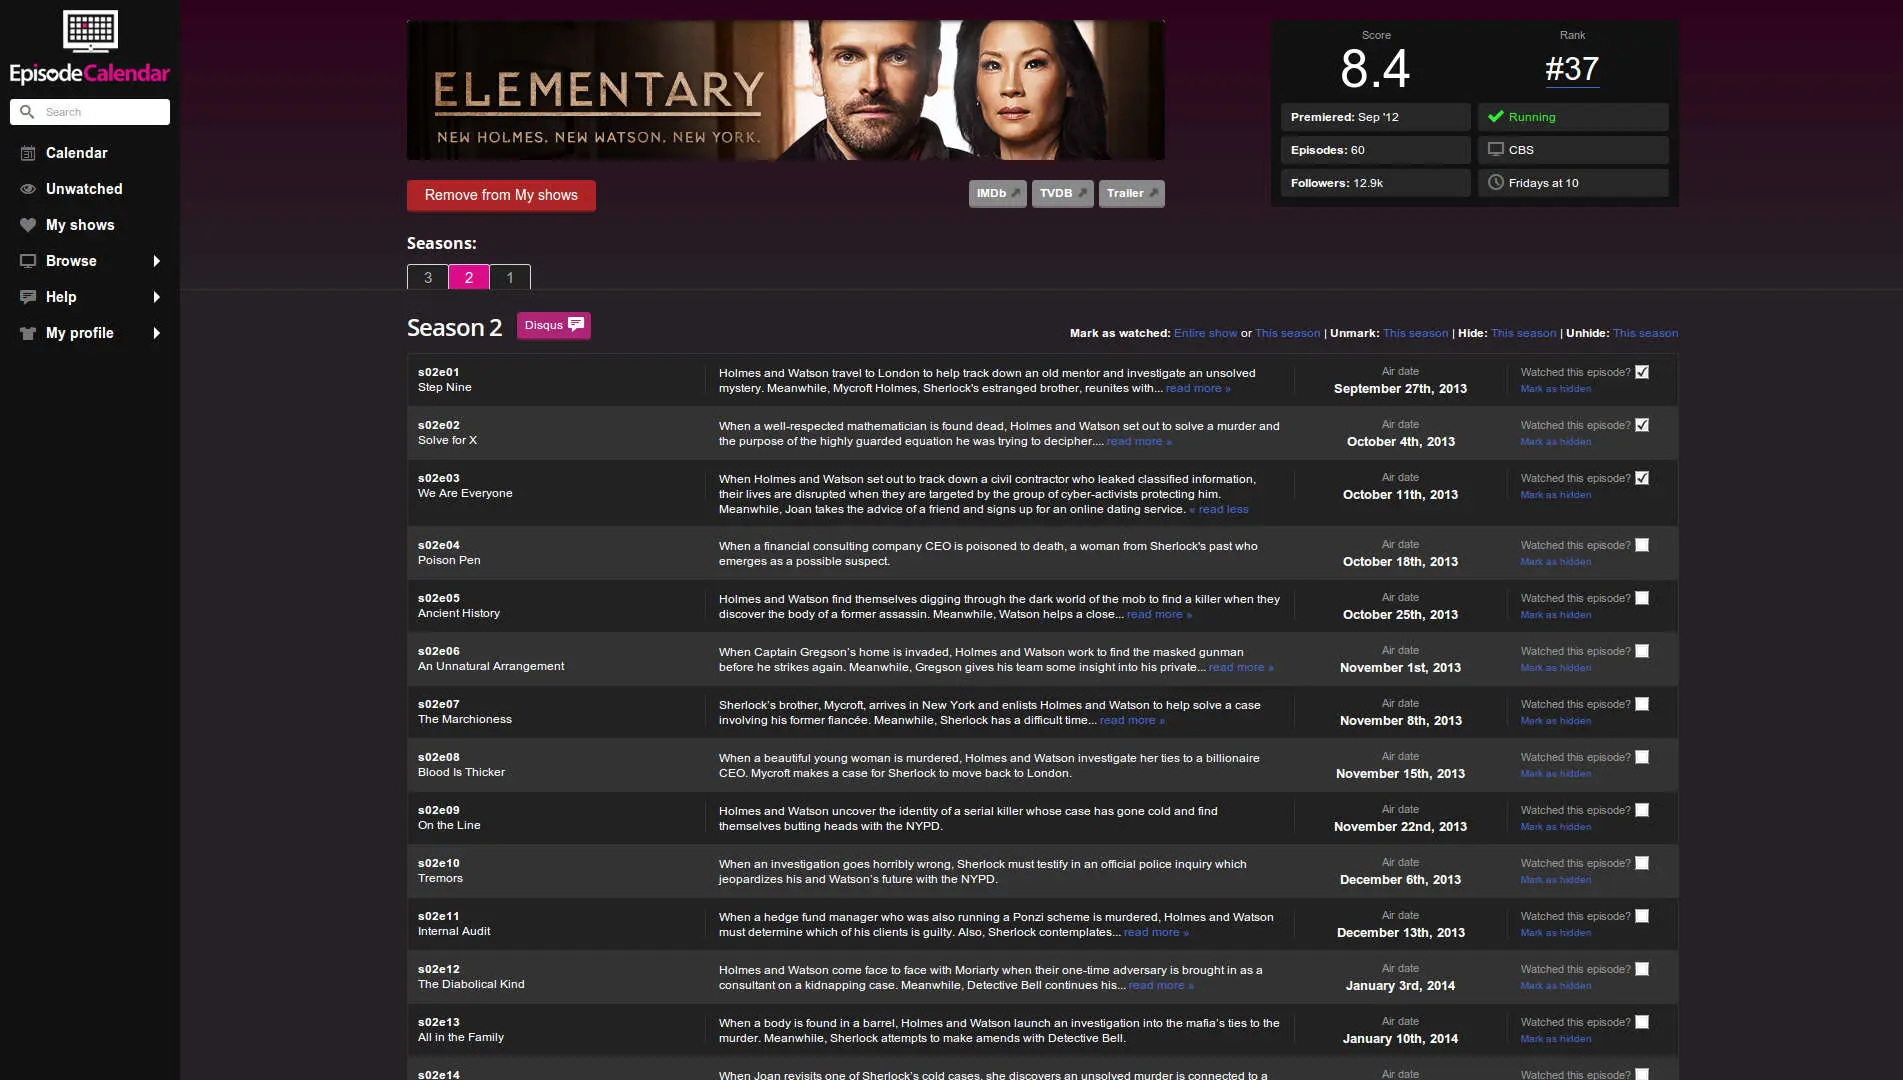 EpisodeCalendar
Search
Calendar
Unwatched
My shows
Browse
Help
My profile
ELEMENTARY
NEW HOLMES. NEW WATSON. NEW YORK.
Score
8.4
Rank
#37
Premiered: Sep '12
Running
Episodes: 60
CBS
Followers: 12.9k
Fridays at 10
Remove from My shows
IMDb
TVDB
Trailer
Seasons:
3
2
1
Season 2
Disqus
Mark as watched: Entire show or This season | Unmark: This season | Hide: This season | Unhide: This season
s02e01
Step Nine
Holmes and Watson travel to London to help track down an old mentor and investigate an unsolved
mystery. Meanwhile, Mycroft Holmes, Sherlock's estranged brother, reunites with... read more »
Air date
September 27th, 2013
Watched this episode?
Mark as hidden
s02e02
Solve for X
When a well-respected mathematician is found dead, Holmes and Watson set out to solve a murder and
the purpose of the highly guarded equation he was trying to decipher.... read more »
Air date
October 4th, 2013
Watched this episode?
Mark as hidden
s02e03
We Are Everyone
When Holmes and Watson set out to track down a civil contractor who leaked classified information,
their lives are disrupted when they are targeted by the group of cyber-activists protecting him.
Meanwhile, Joan takes the advice of a friend and signs up for an online dating service. « read less
Air date
October 11th, 2013
Watched this episode?
Mark as hidden
s02e04
Poison Pen
When a financial consulting company CEO is poisoned to death, a woman from Sherlock's past who
emerges as a possible suspect.
Air date
October 18th, 2013
Watched this episode?
Mark as hidden
s02e05
Ancient History
Holmes and Watson find themselves digging through the dark world of the mob to find a killer when they
discover the body of a former assassin. Meanwhile, Watson helps a close... read more »
Air date
October 25th, 2013
Watched this episode?
Mark as hidden
s02e06
An Unnatural Arrangement
When Captain Gregson’s home is invaded, Holmes and Watson work to find the masked gunman
before he strikes again. Meanwhile, Gregson gives his team some insight into his private... read more »
Air date
November 1st, 2013
Watched this episode?
Mark as hidden
s02e07
The Marchioness
Sherlock’s brother, Mycroft, arrives in New York and enlists Holmes and Watson to help solve a case
involving his former fiancée. Meanwhile, Sherlock has a difficult time... read more »
Air date
November 8th, 2013
Watched this episode?
Mark as hidden
s02e08
Blood Is Thicker
When a beautiful young woman is murdered, Holmes and Watson investigate her ties to a billionaire
CEO. Mycroft makes a case for Sherlock to move back to London.
Air date
November 15th, 2013
Watched this episode?
Mark as hidden
s02e09
On the Line
Holmes and Watson uncover the identity of a serial killer whose case has gone cold and find
themselves butting heads with the NYPD.
Air date
November 22nd, 2013
Watched this episode?
Mark as hidden
s02e10
Tremors
When an investigation goes horribly wrong, Sherlock must testify in an official police inquiry which
jeopardizes his and Watson’s future with the NYPD.
Air date
December 6th, 2013
Watched this episode?
Mark as hidden
s02e11
Internal Audit
When a hedge fund manager who was also running a Ponzi scheme is murdered, Holmes and Watson
must determine which of his clients is guilty. Also, Sherlock contemplates... read more »
Air date
December 13th, 2013
Watched this episode?
Mark as hidden
s02e12
The Diabolical Kind
Holmes and Watson come face to face with Moriarty when their one-time adversary is brought in as a
consultant on a kidnapping case. Meanwhile, Detective Bell continues his... read more »
Air date
January 3rd, 2014
Watched this episode?
Mark as hidden
s02e13
All in the Family
When a body is found in a barrel, Holmes and Watson launch an investigation into the mafia’s ties to the
murder. Meanwhile, Sherlock attempts to make amends with Detective Bell.
Air date
January 10th, 2014
Watched this episode?
Mark as hidden
s02e14
When Joan revisits one of Sherlock’s cold cases, she discovers an unsolved murder is connected to a
Air date
Watched this episode?